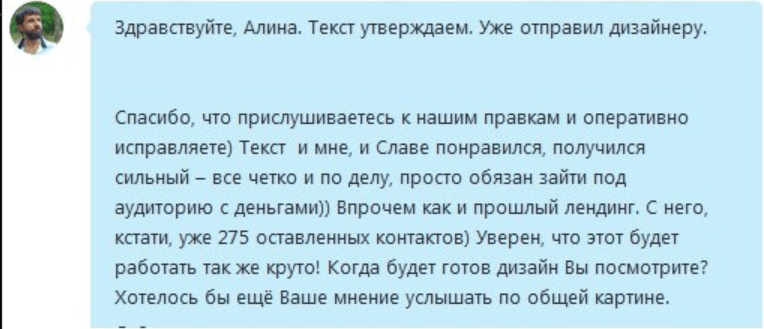 Здравствуйте, Алина. Текст утверждаем. Уже отправил дизайнеру.
Спасибо, что прислушиваетесь к нашим правкам и оперативно
исправляете) Текст  и мне, и Славе понравился, получился
сильный – все четко и по делу, просто обязан зайти под
аудиторию с деньгами)) Впрочем как и прошлый лендинг. С него,
кстати, уже 275 оставленных контактов) Уверен, что этот будет
работать так же круто! Когда будет готов дизайн Вы посмотрите?
Хотелось бы ещё Ваше мнение услышать по общей картине.